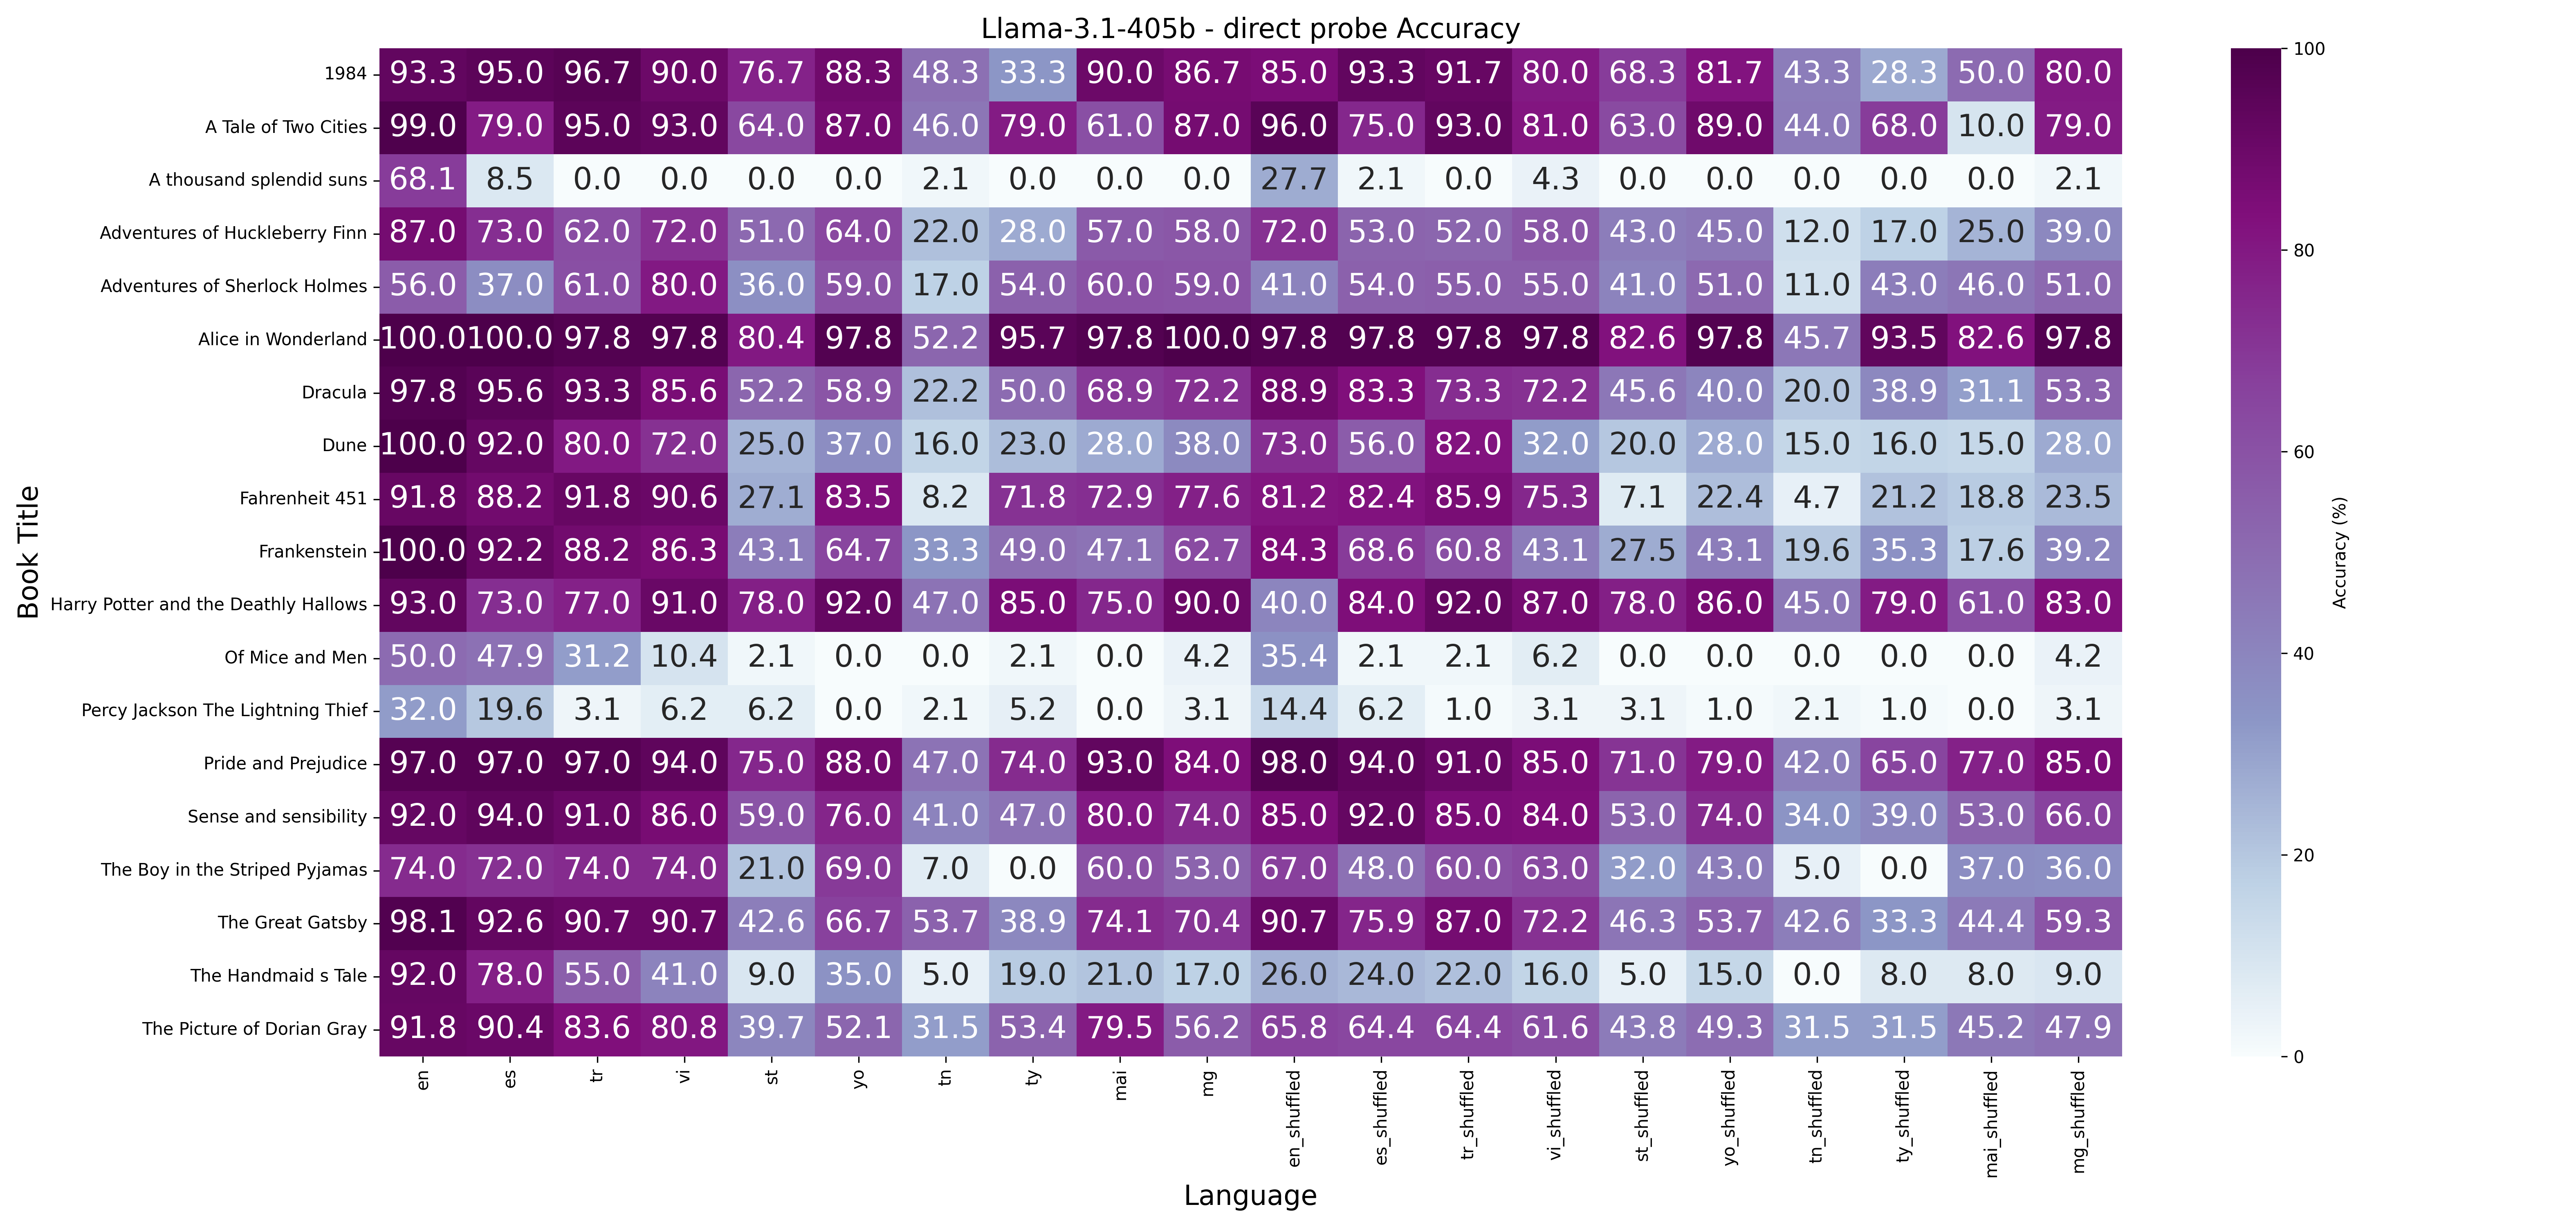 Llama-3.1-405b - direct probe Accuracy
Book Title
1984 93.3 95.0 96.7 90.0 76.7 88.3 48.3 33.3 90.0 86.7 85.0 93.3 91.7 80.0 68.3 81.7 43.3 28.3 50.0 80.0
A Tale of Two Cities 99.0 79.0 95.0 93.0 64.0 87.0 46.0 79.0 61.0 87.0 96.0 75.0 93.0 81.0 63.0 89.0 44.0 68.0 10.0 79.0
A thousand splendid suns 68.1 8.5 0.0 0.0 0.0 0.0 2.1 0.0 0.0 0.0 27.7 2.1 0.0 4.3 0.0 0.0 0.0 0.0 0.0 2.1
Adventures of Huckleberry Finn 87.0 73.0 62.0 72.0 51.0 64.0 22.0 28.0 57.0 58.0 72.0 53.0 52.0 58.0 43.0 45.0 12.0 17.0 25.0 39.0
Adventures of Sherlock Holmes 56.0 37.0 61.0 80.0 36.0 59.0 17.0 54.0 60.0 59.0 41.0 54.0 55.0 55.0 41.0 51.0 11.0 43.0 46.0 51.0
Alice in Wonderland 100.0 100.0 97.8 97.8 80.4 97.8 52.2 95.7 97.8 100.0 97.8 97.8 97.8 97.8 82.6 97.8 45.7 93.5 82.6 97.8
Dracula 97.8 95.6 93.3 85.6 52.2 58.9 22.2 50.0 68.9 72.2 88.9 83.3 73.3 72.2 45.6 40.0 20.0 38.9 31.1 53.3
Dune 100.0 92.0 80.0 72.0 25.0 37.0 16.0 23.0 28.0 38.0 73.0 56.0 82.0 32.0 20.0 28.0 15.0 16.0 15.0 28.0
Fahrenheit 451 91.8 88.2 91.8 90.6 27.1 83.5 8.2 71.8 72.9 77.6 81.2 82.4 85.9 75.3 7.1 22.4 4.7 21.2 18.8 23.5
Frankenstein 100.0 92.2 88.2 86.3 43.1 64.7 33.3 49.0 47.1 62.7 84.3 68.6 60.8 43.1 27.5 43.1 19.6 35.3 17.6 39.2
Harry Potter and the Deathly Hallows 93.0 73.0 77.0 91.0 78.0 92.0 47.0 85.0 75.0 90.0 40.0 84.0 92.0 87.0 78.0 86.0 45.0 79.0 61.0 83.0
Of Mice and Men 50.0 47.9 31.2 10.4 2.1 0.0 0.0 2.1 0.0 4.2 35.4 2.1 2.1 6.2 0.0 0.0 0.0 0.0 0.0 4.2
Percy Jackson The Lightning Thief 32.0 19.6 3.1 6.2 6.2 0.0 2.1 5.2 0.0 3.1 14.4 6.2 1.0 3.1 3.1 1.0 2.1 1.0 0.0 3.1
Pride and Prejudice 97.0 97.0 97.0 94.0 75.0 88.0 47.0 74.0 93.0 84.0 98.0 94.0 91.0 85.0 71.0 79.0 42.0 65.0 77.0 85.0
Sense and sensibility 92.0 94.0 91.0 86.0 59.0 76.0 41.0 47.0 80.0 74.0 85.0 92.0 85.0 84.0 53.0 74.0 34.0 39.0 53.0 66.0
The Boy in the Striped Pyjamas 74.0 72.0 74.0 74.0 21.0 69.0 7.0 0.0 60.0 53.0 67.0 48.0 60.0 63.0 32.0 43.0 5.0 0.0 37.0 36.0
The Great Gatsby 98.1 92.6 90.7 90.7 42.6 66.7 53.7 38.9 74.1 70.4 90.7 75.9 87.0 72.2 46.3 53.7 42.6 33.3 44.4 59.3
The Handmaid s Tale 92.0 78.0 55.0 41.0 9.0 35.0 5.0 19.0 21.0 17.0 26.0 24.0 22.0 16.0 5.0 15.0 0.0 8.0 8.0 9.0
The Picture of Dorian Gray 91.8 90.4 83.6 80.8 39.7 52.1 31.5 53.4 79.5 56.2 65.8 64.4 64.4 61.6 43.8 49.3 31.5 31.5 45.2 47.9
en es tr vi st yo tn ty mai mg en_shuffled es_shuffled tr_shuffled vi_shuffled st_shuffled yo_shuffled tn_shuffled ty_shuffled mai_shuffled mg_shuffled
Language
100
80
60
40
20
0
Accuracy (%)